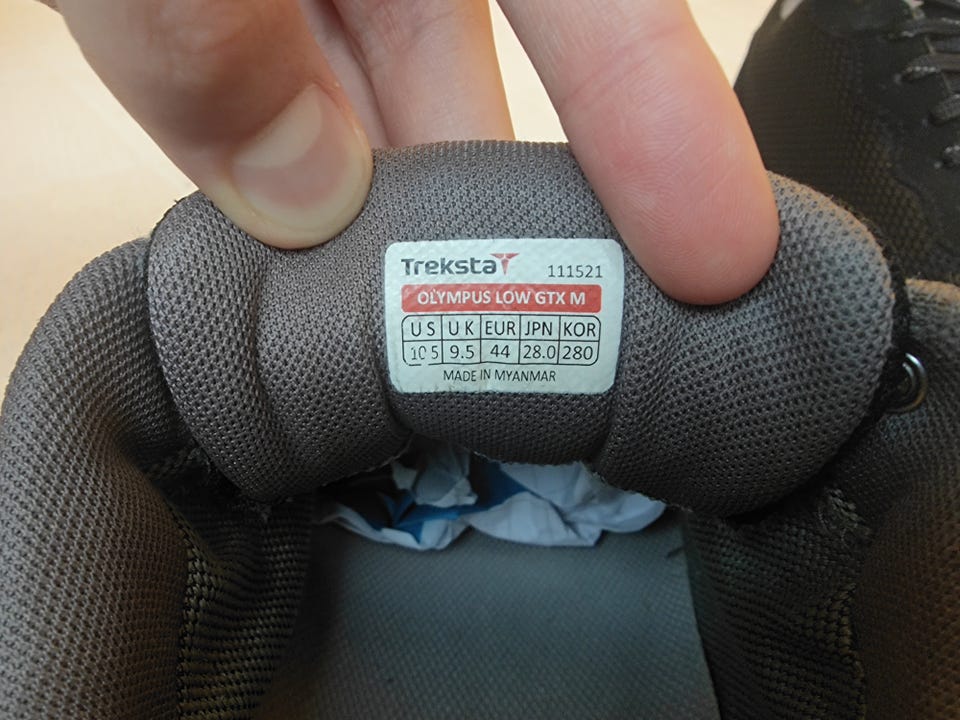 Treksta 111521
OLYMPUS LOW GTX M
US UK EUR JPN KOR
10.5 9.5 44 28.0 280
MADE IN MYANMAR